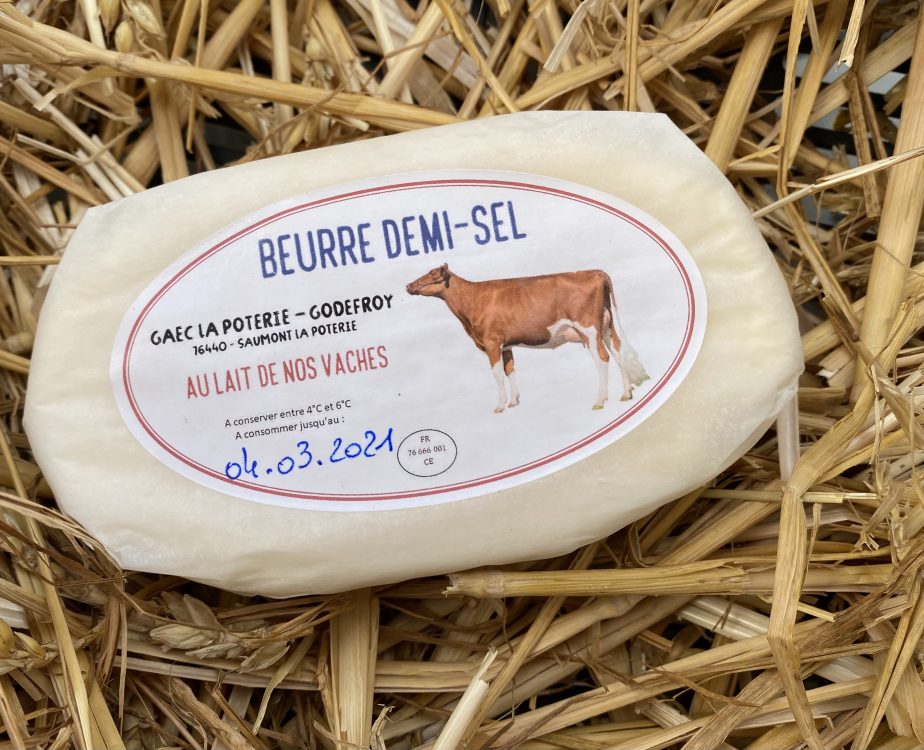 BEURRE DEMI-SEL
GAEC LA POTERIE – GODEFROY
76440 - SAUMONT LA POTERIE
AU LAIT DE NOS VACHES
A conserver entre 4°C et 6°C
A consommer jusqu'au :
04.03.2021
FR
76 666 001
CE